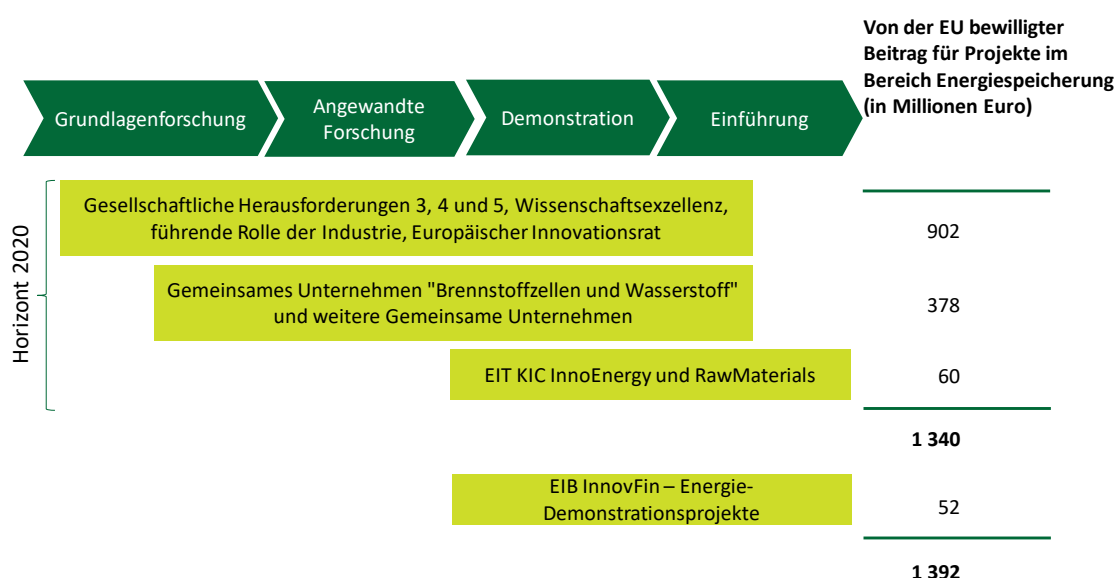 Von der EU bewilligter
Beitrag für Projekte im
Bereich Energiespeicherung
(in Millionen Euro)
Grundlagenforschung
Angewandte
Forschung
Demonstration
Einführung
Horizont 2020
Gesellschaftliche Herausforderungen 3, 4 und 5, Wissenschaftsexzellenz,
führende Rolle der Industrie, Europäischer Innovationsrat
902
Gemeinsames Unternehmen "Brennstoffzellen und Wasserstoff"
und weitere Gemeinsame Unternehmen
378
EIT KIC InnoEnergy und RawMaterials
60
1 340
EIB InnovFin – Energie-
Demonstrationsprojekte
52
1 392